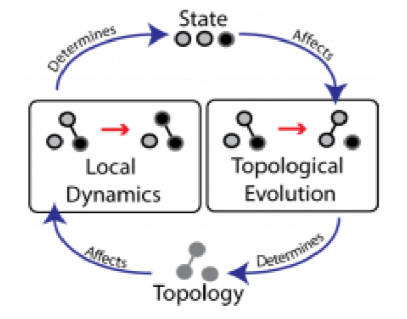 State
Determines
Affects
Local
Dynamics
Topological
Evolution
Affects
Determines
Topology